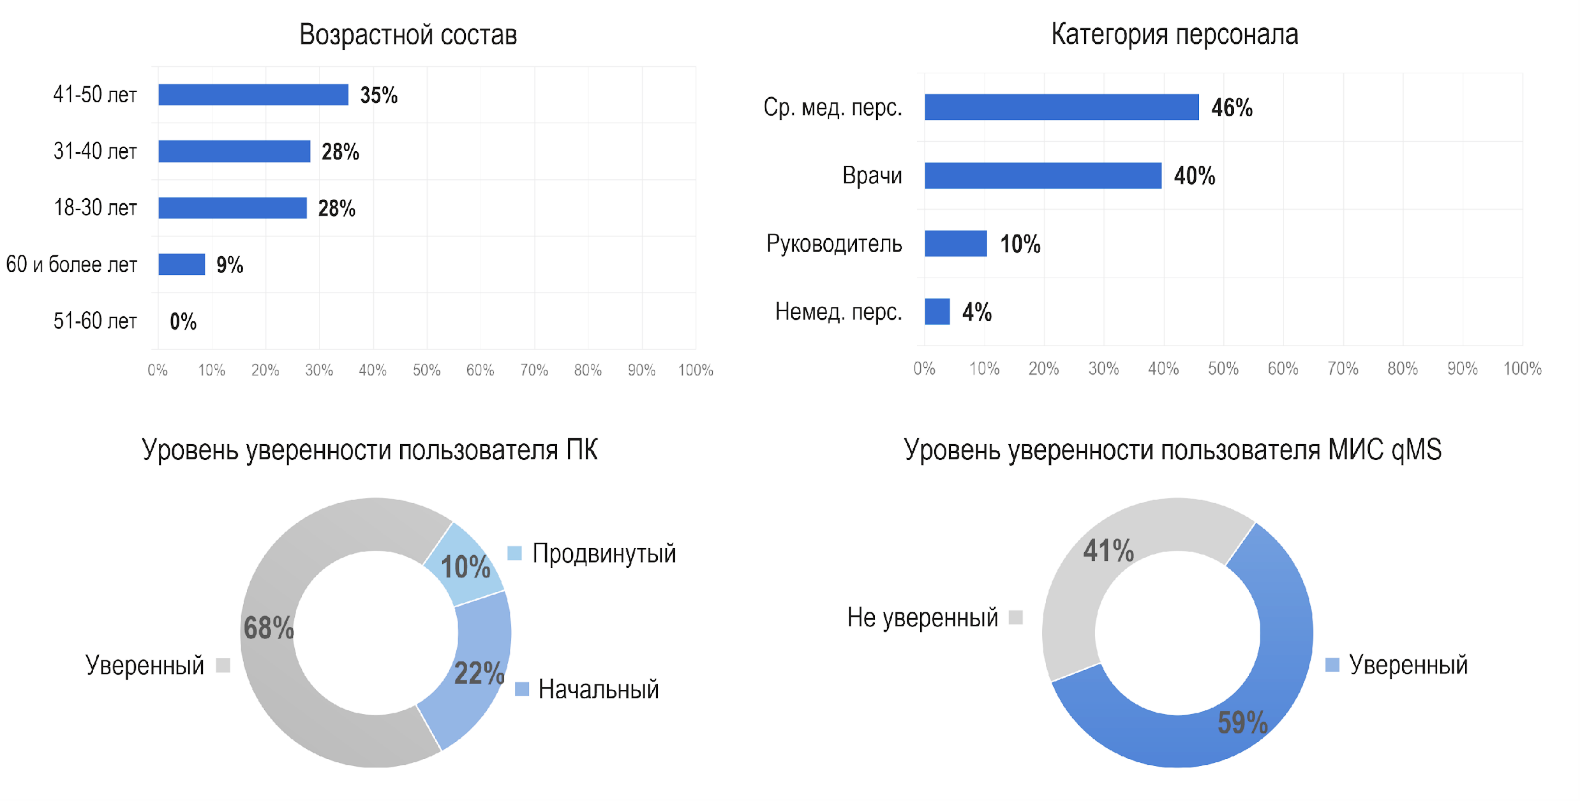 Возрастной состав
41-50 лет
35%
31-40 лет
28%
18-30 лет
28%
60 и более лет
9%
51-60 лет
0%
0% 10% 20% 30% 40% 50% 60% 70% 80% 90% 100%
Категория персонала
Ср. мед. перс.
46%
Врачи
40%
Руководитель
10%
Немед. перс.
4%
0% 10% 20% 30% 40% 50% 60% 70% 80% 90% 100%
Уровень уверенности пользователя ПК
10%
Продвинутый
68%
Уверенный
22%
Начальный
Уровень уверенности пользователя МИС qMS
41%
Не уверенный
Уверенный
59%